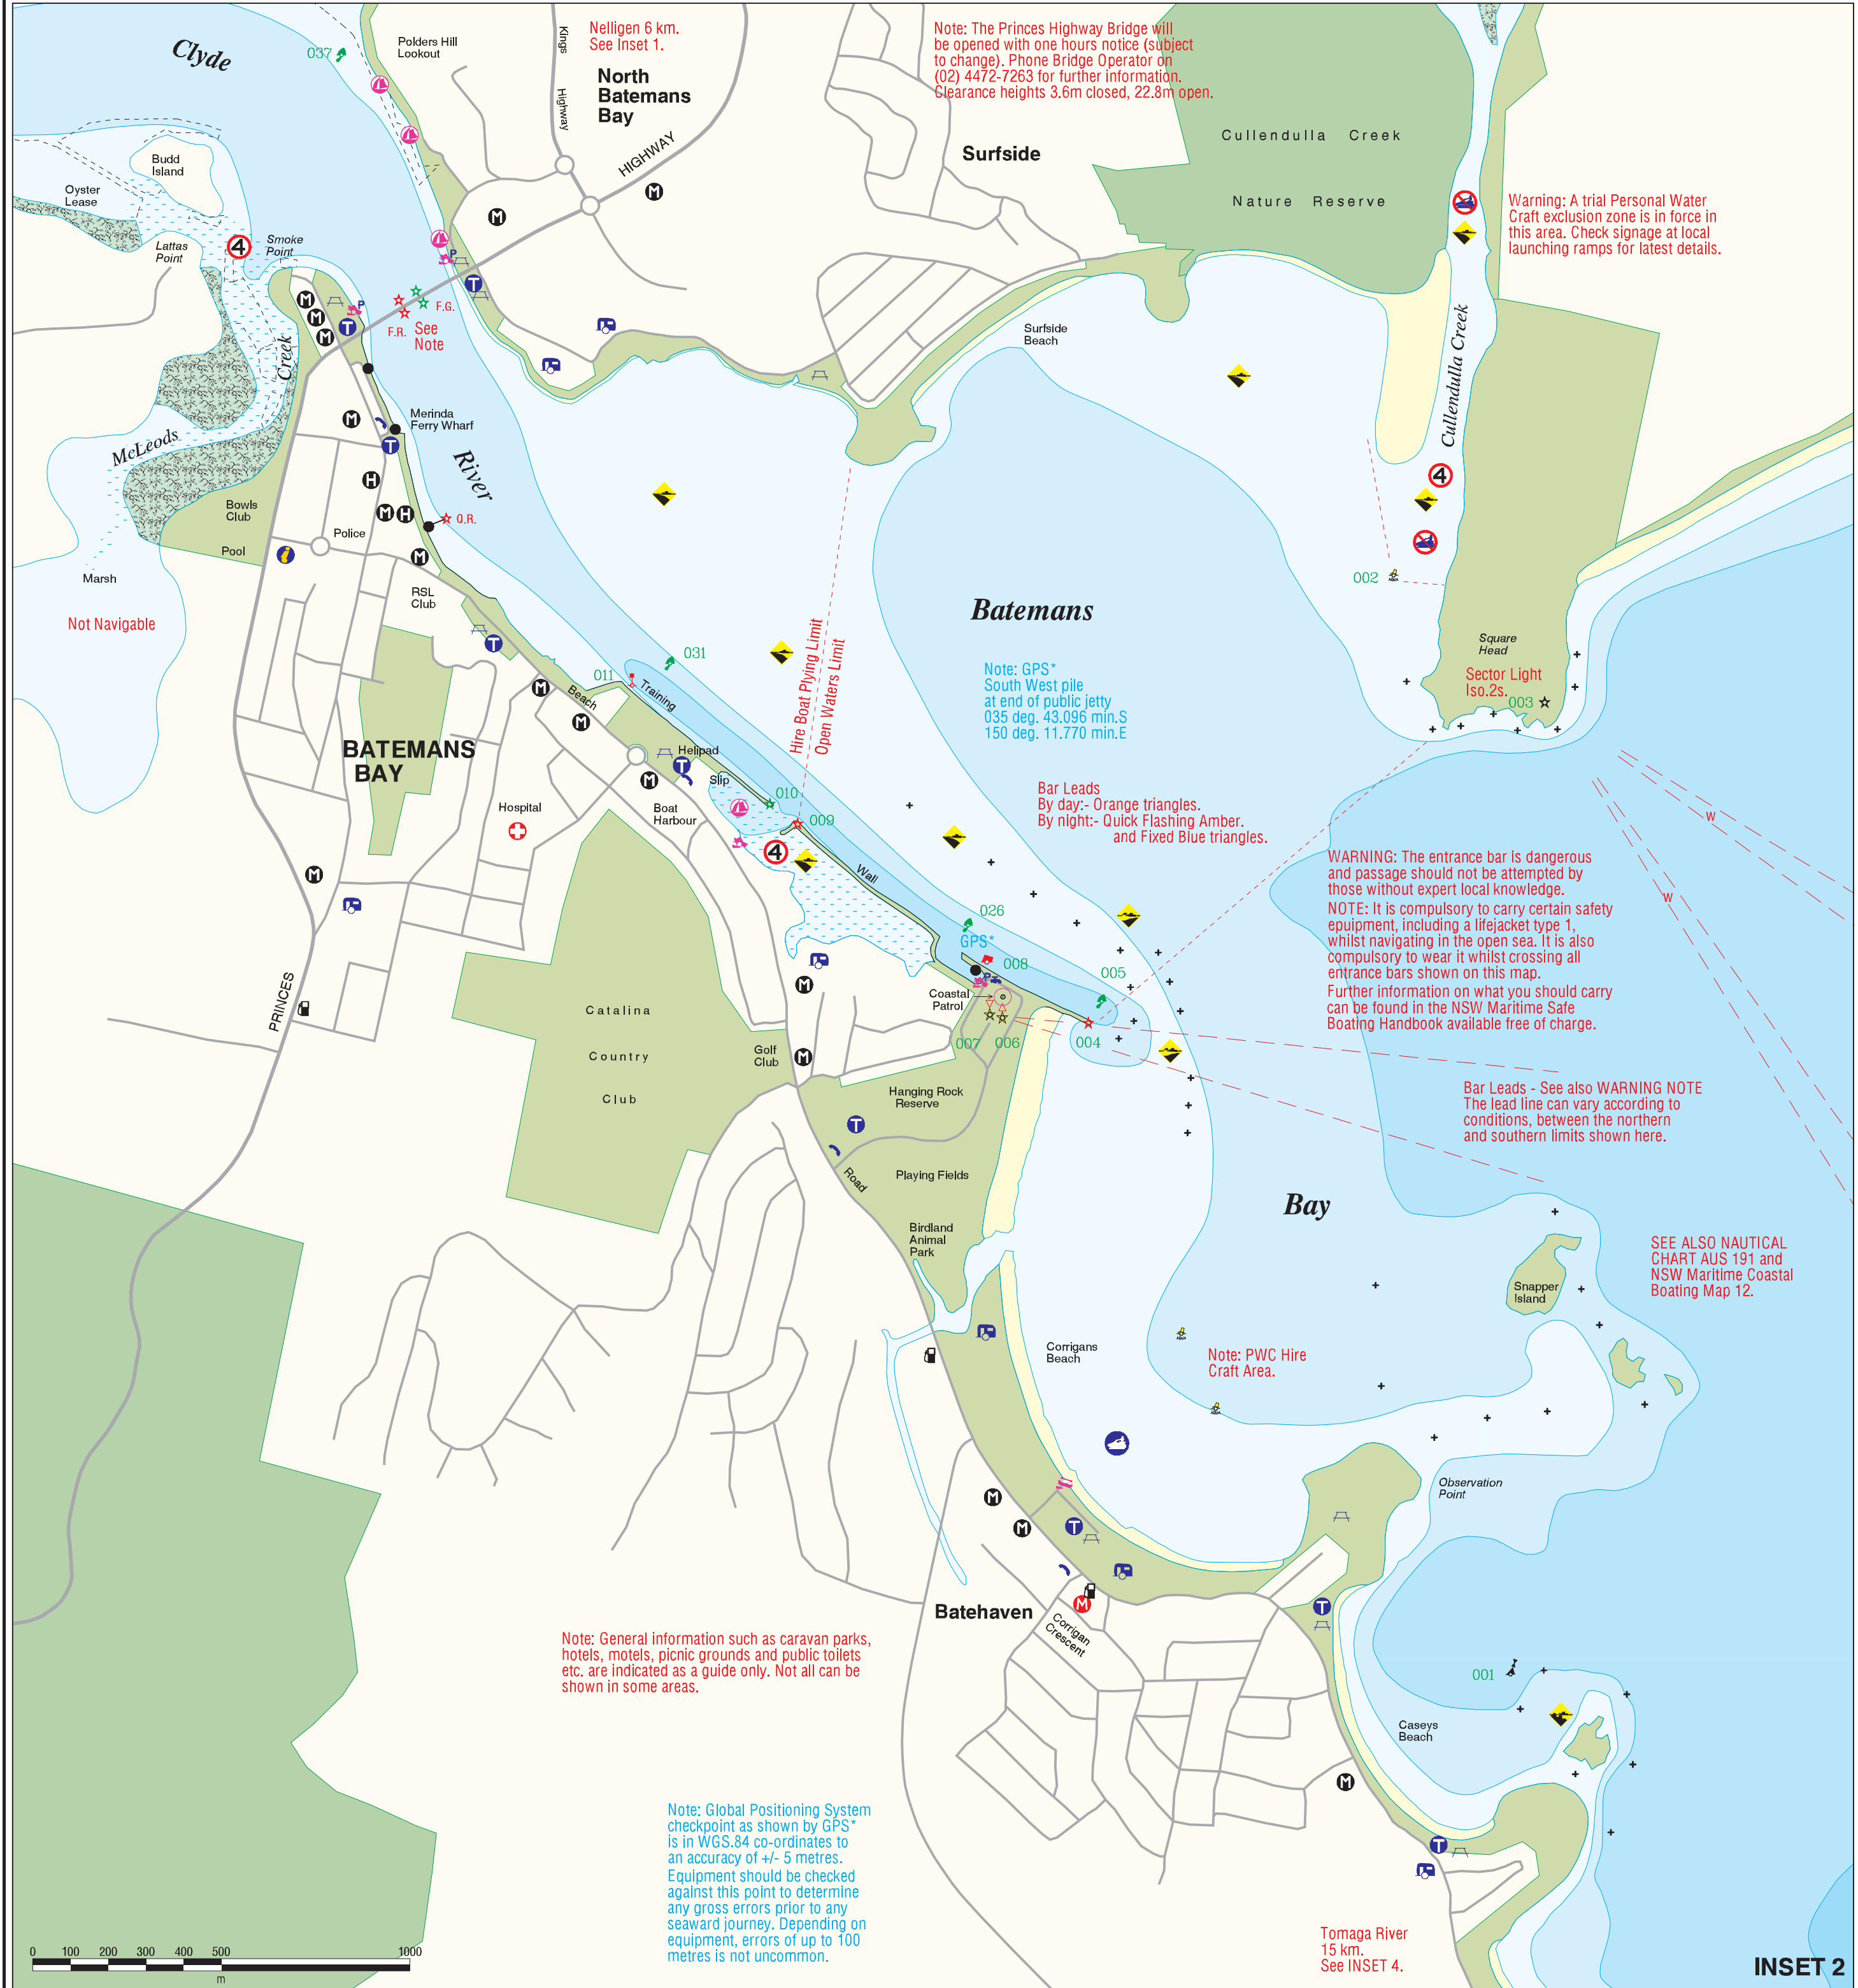 Clyde
037
Polders Hill
Lookout
Kings
Highway
Nelligen 6 km.
See Inset 1.
North
Batemans
Bay
HIGHWAY
Note: The Princes Highway Bridge will
be opened with one hours notice (subject
to change). Phone Bridge Operator on
(02) 4472-7263 for further information.
Clearance heights 3.6m closed, 22.8m open.
Surfside
Cullendulla Creek
Nature Reserve
Warning: A trial Personal Water
Craft exclusion zone is in force in
this area. Check signage at local
launching ramps for latest details.
Budd
Island
Oyster
Lease
Lattas
Point
4
Smoke
Point
M
M
P
T
M
M
M
P
T
F.G.
F.R.
See
Note
Surfside
Beach
Cullendulla Creek
Creek
McLeods
M
Merinda
Ferry Wharf
T
River
H
M
H
Q.R.
4
Bowls
Club
Pool
Police
M
Marsh
Not Navigable
RSL
Club
T
002
Batemans
Square
Head
Sector Light
Iso.2s.
003
031
011
Training
M
Beach
M
Hire Boat Plying Limit
Open Waters Limit
Note: GPS*
South West pile
at end of public jetty
035 deg. 43.096 min.S
150 deg. 11.770 min.E
BATEMANS
BAY
Helipad
T
Slip
M
010
009
Boat
Harbour
Hospital
4
Wall
Bar Leads
By day:- Orange triangles.
By night:- Quick Flashing Amber.
and Fixed Blue triangles.
W
W
WARNING: The entrance bar is dangerous
and passage should not be attempted by
those without expert local knowledge.
NOTE: It is compulsory to carry certain safety
equipment, including a lifejacket type 1,
whilst navigating in the open sea. It is also
compulsory to wear it whilst crossing all
entrance bars shown on this map.
Further information on what you should carry
can be found in the NSW Maritime Safe
Boating Handbook available free of charge.
M
026
GPS*
008
P
005
M
Coastal
Patrol
PRINCES
Catalina
Country
Club
Golf
Club
M
007
006
004
Hanging Rock
Reserve
T
Road
Playing Fields
Bar Leads - See also WARNING NOTE
The lead line can vary according to
conditions, between the northern
and southern limits shown here.
Bay
Birdland
Animal
Park
SEE ALSO NAUTICAL
CHART AUS 191 and
NSW Maritime Coastal
Boating Map 12.
Snapper
Island
Corrigans
Beach
Note: PWC Hire
Craft Area.
Observation
Point
M
M
T
M
Batehaven
Corrigan
Crescent
T
Note: General information such as caravan parks,
hotels, motels, picnic grounds and public toilets
etc. are indicated as a guide only. Not all can be
shown in some areas.
001
Caseys
Beach
M
T
Note: Global Positioning System
checkpoint as shown by GPS*
is in WGS.84 co-ordinates to
an accuracy of +/- 5 metres.
Equipment should be checked
against this point to determine
any gross errors prior to any
seaward journey. Depending on
equipment, errors of up to 100
metres is not uncommon.
Tomaga River
15 km.
See INSET 4.
0 100 200 300 400 500 1000
m
INSET 2